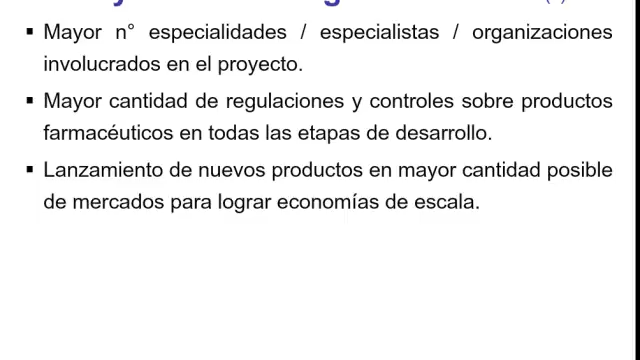 ▪ Mayor n° especialidades / especialistas / organizaciones
involucrados en el proyecto.
▪ Mayor cantidad de regulaciones y controles sobre productos
farmacéuticos en todas las etapas de desarrollo.
▪ Lanzamiento de nuevos productos en mayor cantidad posible
de mercados para lograr economías de escala.